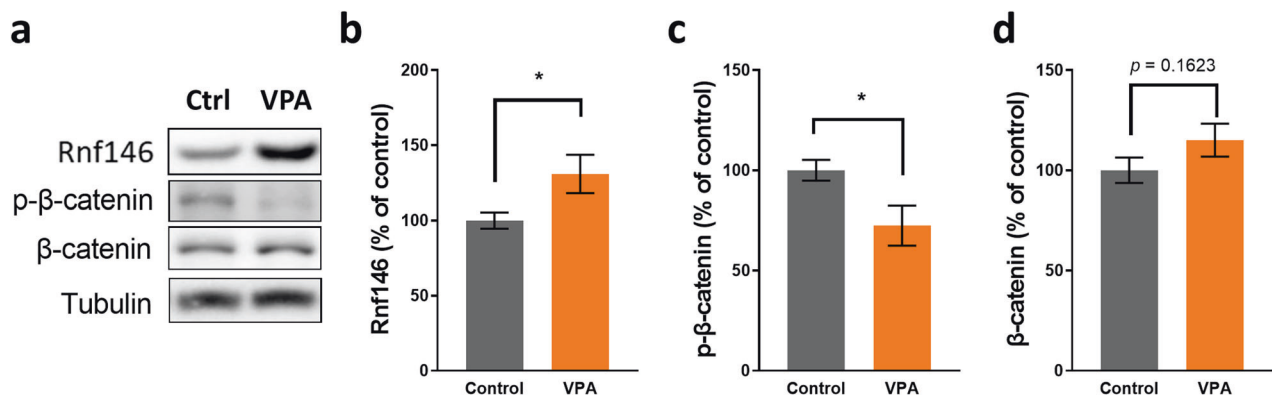 a
Ctrl VPA
Rnf146
p-β-catenin
β-catenin
Tubulin
b
Rnf146 (% of control)
200
150
100
50
0
*
Control VPA
c
p-β-catenin (% of control)
150
100
50
0
*
Control VPA
d
β-catenin (% of control)
150
100
50
0
p = 0.1623
Control VPA